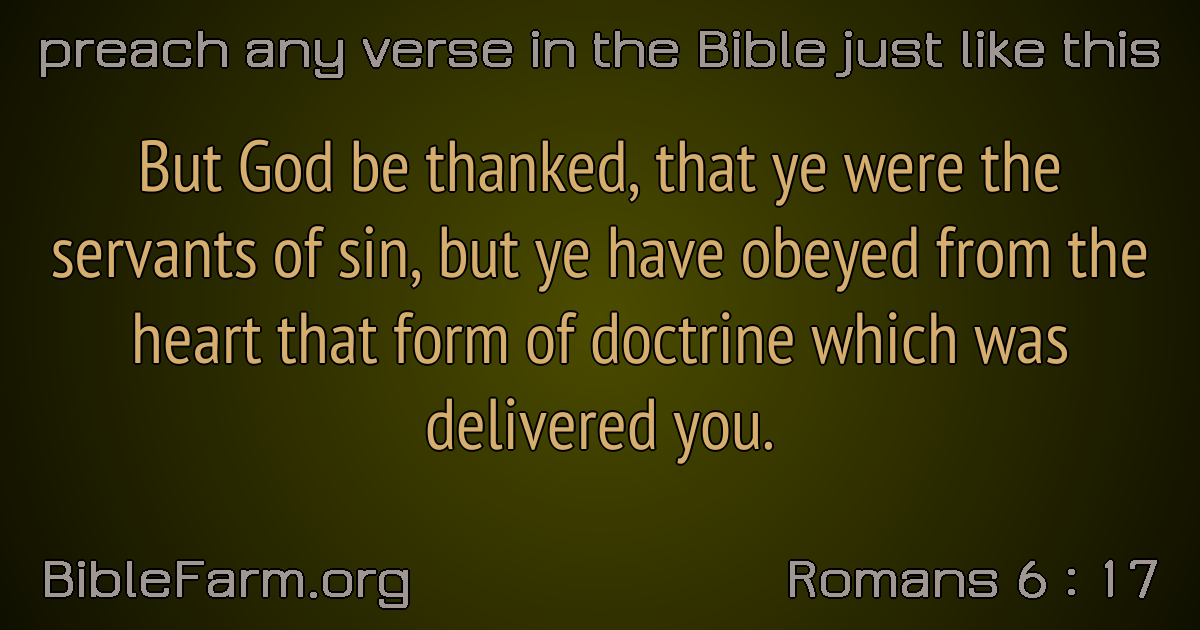 preach any verse in the Bible just like this
But God be thanked, that ye were the
servants of sin, but ye have obeyed from the
heart that form of doctrine which was
delivered you.
BibleFarm.org
Romans 6 : 17